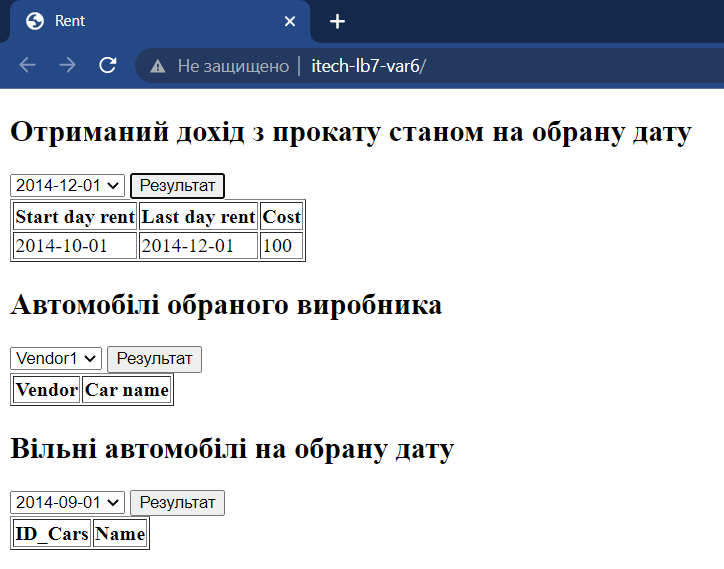 Rent
Не защищено | itech-lb7-var6/
Отриманий дохід з прокату станом на обрану дату
2014-12-01 Результат
Start day rent Last day rent Cost
2014-10-01 2014-12-01 100
Автомобілі обраного виробника
Vendor1 Результат
Vendor Car name
Вільні автомобілі на обрану дату
2014-09-01 Результат
ID_Cars Name